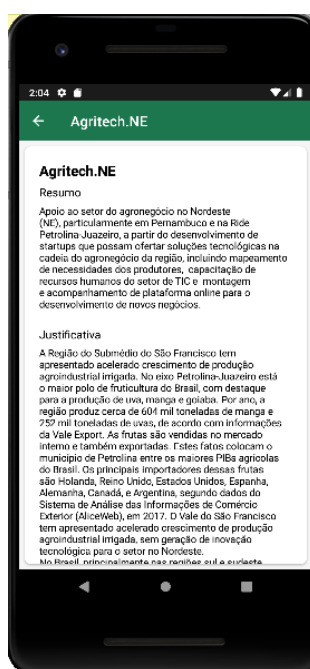 2:04
Agritech.NE
Agritech.NE
Resumo
Apoio ao setor do agronegócio no Nordeste
(NE), particularmente em Pernambuco e na Ride
Petrolina-Juazeiro, a partir do desenvolvimento de
startups que possam ofertar soluções tecnológicas na
cadeia do agronegócio da região, incluindo mapeamento
de necessidades dos produtores, capacitação de
recursos humanos do setor de TIC e montagem
e acompanhamento de plataforma online para o
desenvolvimento de novos negócios.
Justificativa
A Região do Submédio do São Francisco tem
apresentado acelerado crescimento de produção
agroindustrial irrigada. No eixo Petrolina-Juazeiro está
o maior polo de fruticultura do Brasil, com destaque
para a produção de uva, manga e goiaba. Por ano, a
região produz cerca de 604 mil toneladas de manga e
252 mil toneladas de uvas, de acordo com informações
da Vale Export. As frutas são vendidas no mercado
interno e também exportadas. Estes fatos colocam o
município de Petrolina entre os maiores PIBs agrícolas
do Brasil. Os principais importadores dessas frutas
são Holanda, Reino Unido, Estados Unidos, Espanha,
Alemanha, Canadá, e Argentina, segundo dados do
Sistema de Análise das Informações de Comércio
Exterior (AliceWeb), em 2017. O Vale do São Francisco
tem apresentado acelerado crescimento de produção
agroindustrial irrigada, sem geração de inovação
tecnológica para o setor no Nordeste.
No Brasil, principalmente nas regiões sul e sudeste